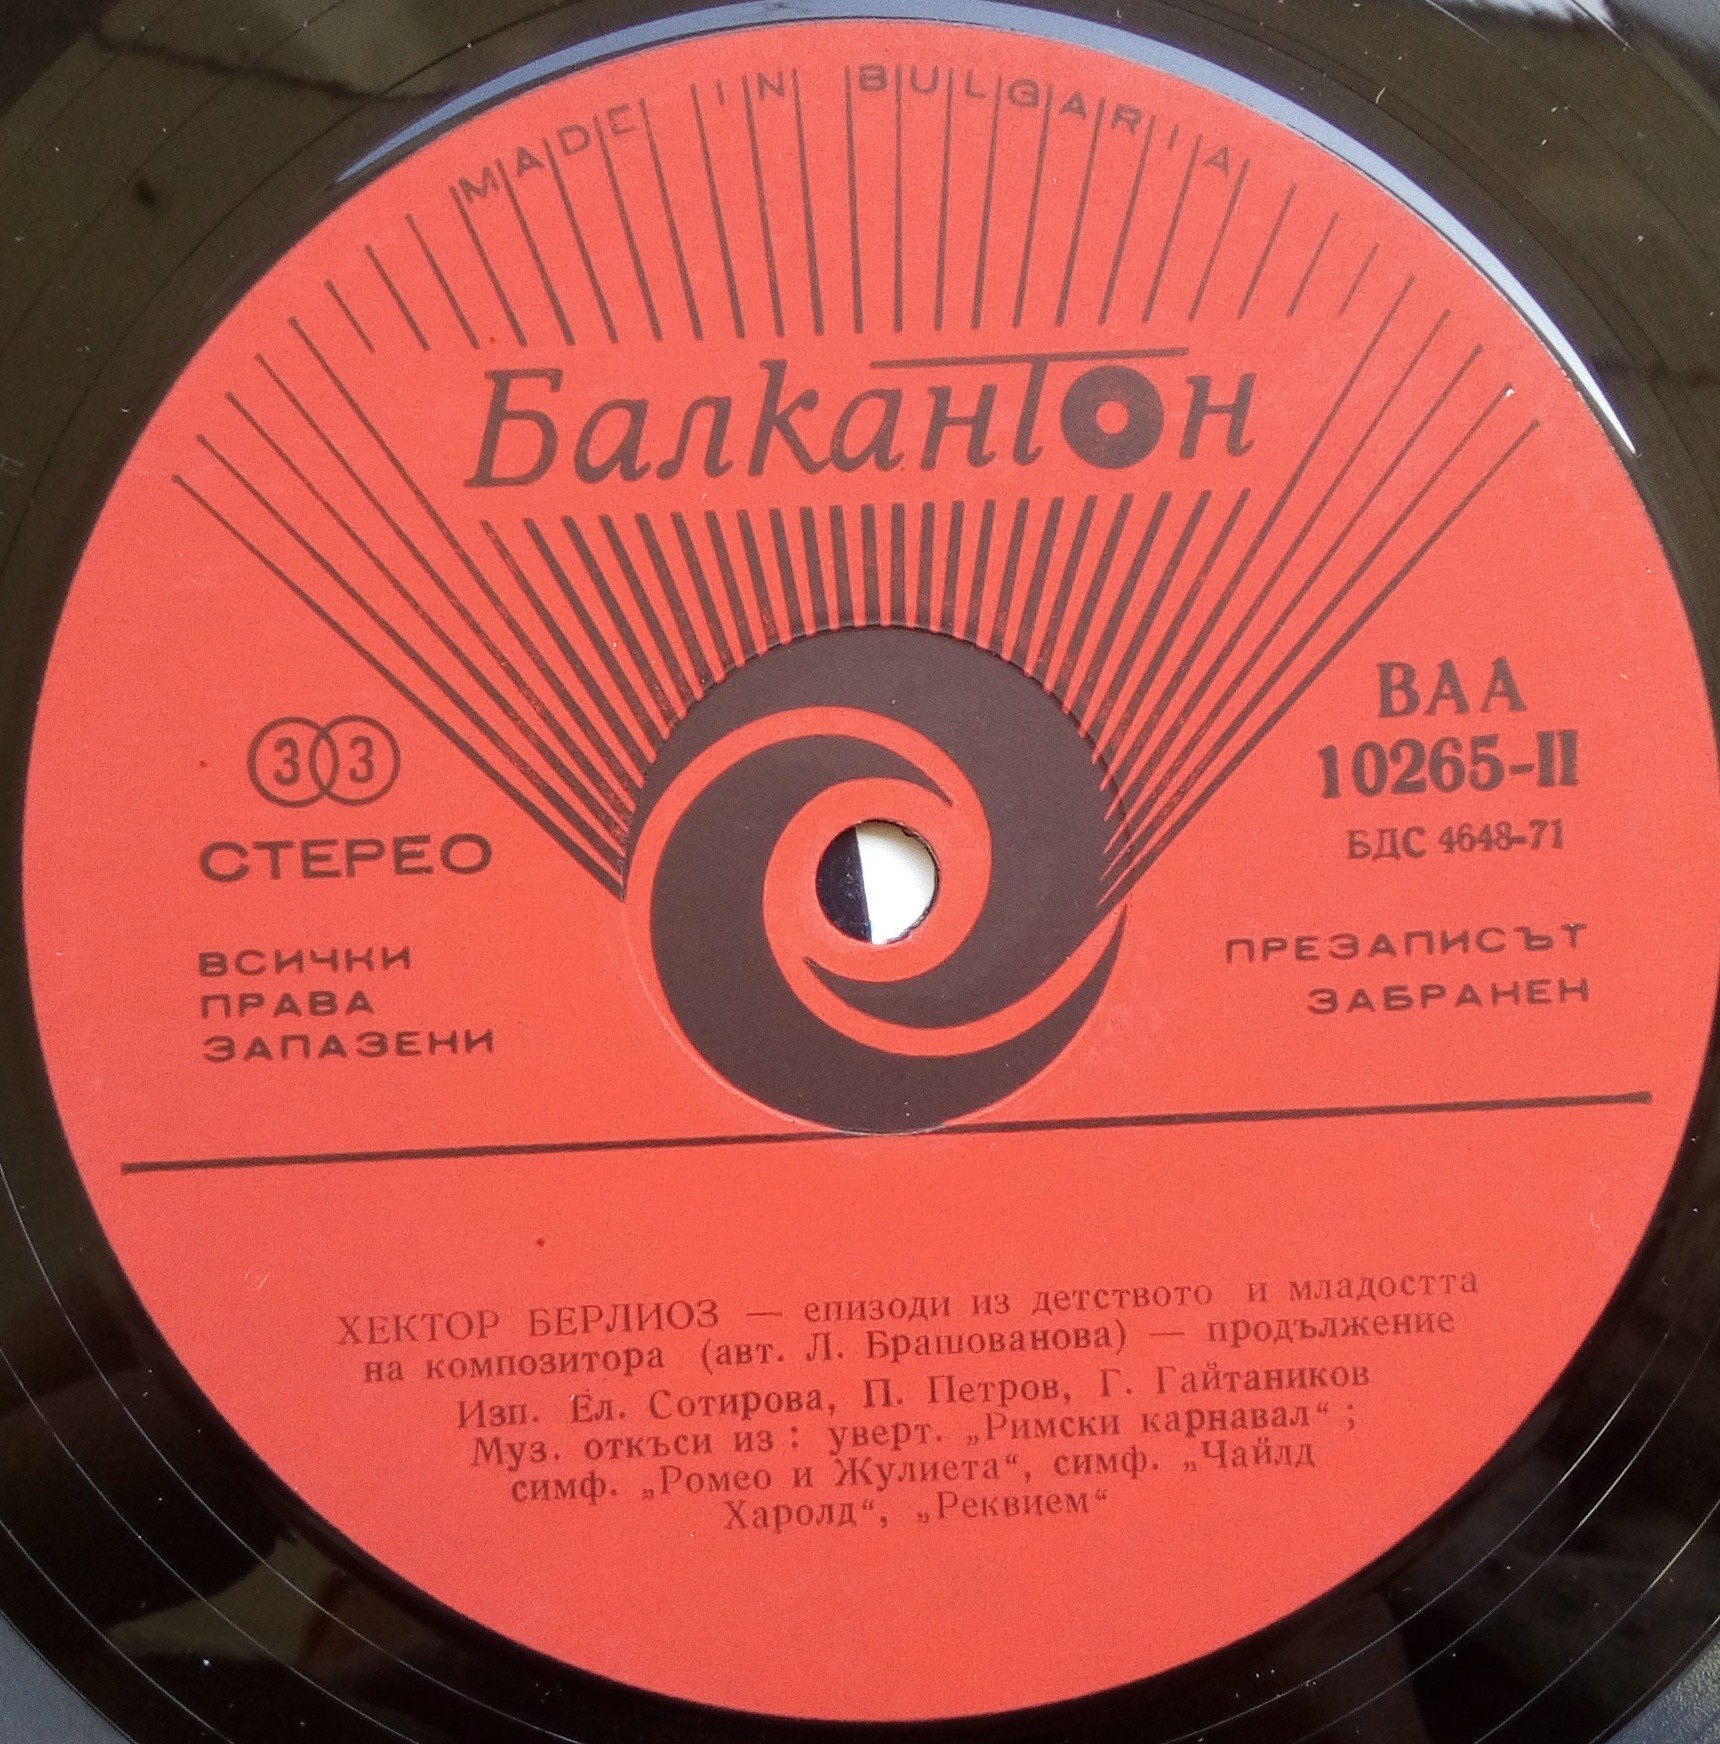 MADE IN BULGARIA
Балкантон
33
СТЕРЕО
ВСИЧКИ
ПРАВА
ЗАПАЗЕНИ
ВАА
10265-II
БДС 4648-71
ПРЕЗАПИСЪТ
ЗАБРАНЕН
ХЕКТОР БЕРЛИОЗ — епизоди из детството и младостта
на композитора (авт. Л. Брашованова) — продължение
Изп. Ел. Сотирова, П. Петров, Г. Гайтаников
Муз. откъси из : уверт. „Римски карнавал“ ;
симф. „Ромео и Жулиета“, симф. „Чайлд
Харолд“, „Реквием“